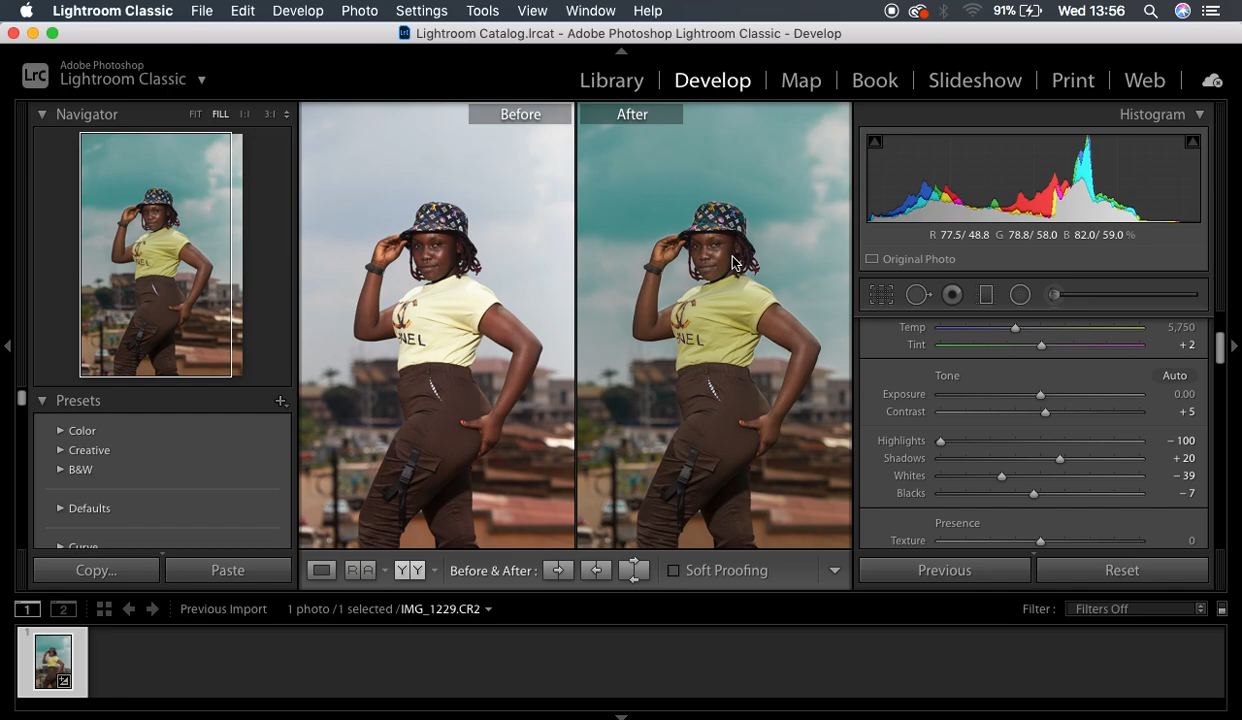 Lightroom Classic File Edit Develop Photo Settings Tools View Window Help 91% Wed 13:56
Lightroom Catalog.lrcat - Adobe Photoshop Lightroom Classic - Develop
LrC Adobe Photoshop
Lightroom Classic
Library | Develop | Map | Book | Slideshow | Print | Web
Navigator FIT FILL 1:1 3:1
Before
After
NEL
NEL
Histogram
R 77.5/ 48.8 G 78.8/ 58.0 B 82.0/ 59.0 %
Original Photo
Temp 5,750
Tint + 2
Tone Auto
Exposure 0.00
Contrast + 5
Highlights − 100
Shadows + 20
Whites − 39
Blacks − 7
Presence
Texture 0
Presets
Color
Creative
B&W
Defaults
Curve
Copy... Paste
R A Y Y Before & After : Soft Proofing
Previous Reset
1 2 Previous Import 1 photo /1 selected /IMG_1229.CR2 Filter : Filters Off
1